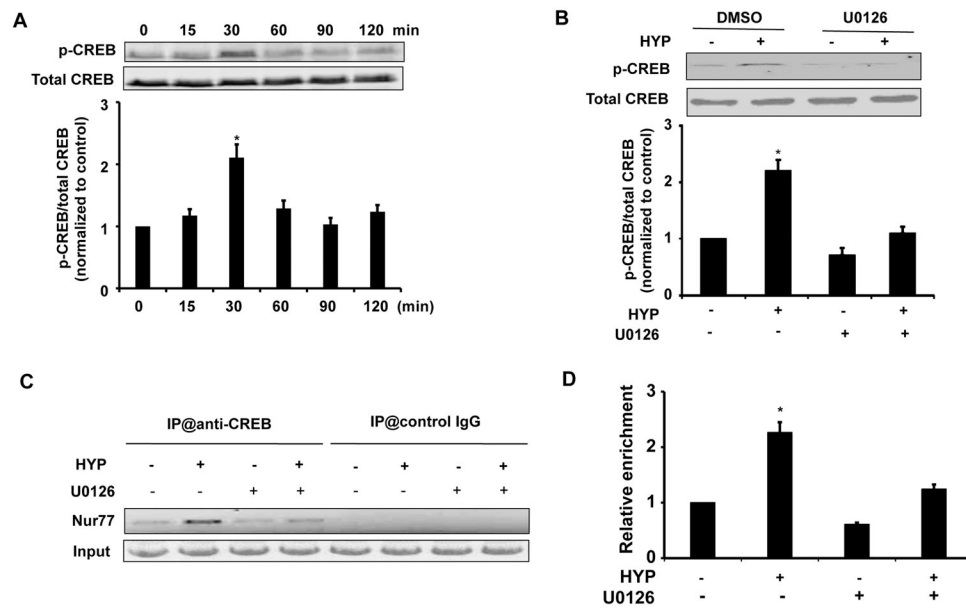 A
0 15 30 60 90 120 min
p-CREB
Total CREB
p-CREB/total CREB
(normalized to control)
3
2
1
0
*
0 15 30 60 90 120 (min)
B
DMSO U0126
HYP - + - +
p-CREB
Total CREB
p-CREB/total CREB
(normalized to control)
3
2
1
0
*
HYP - + - +
U0126 - - + +
C
IP@anti-CREB IP@control IgG
HYP - + - + - + - +
U0126 - - + + - - + +
Nur77
Input
D
Relative enrichment
3
2
1
0
*
HYP - + - +
U0126 - - + +